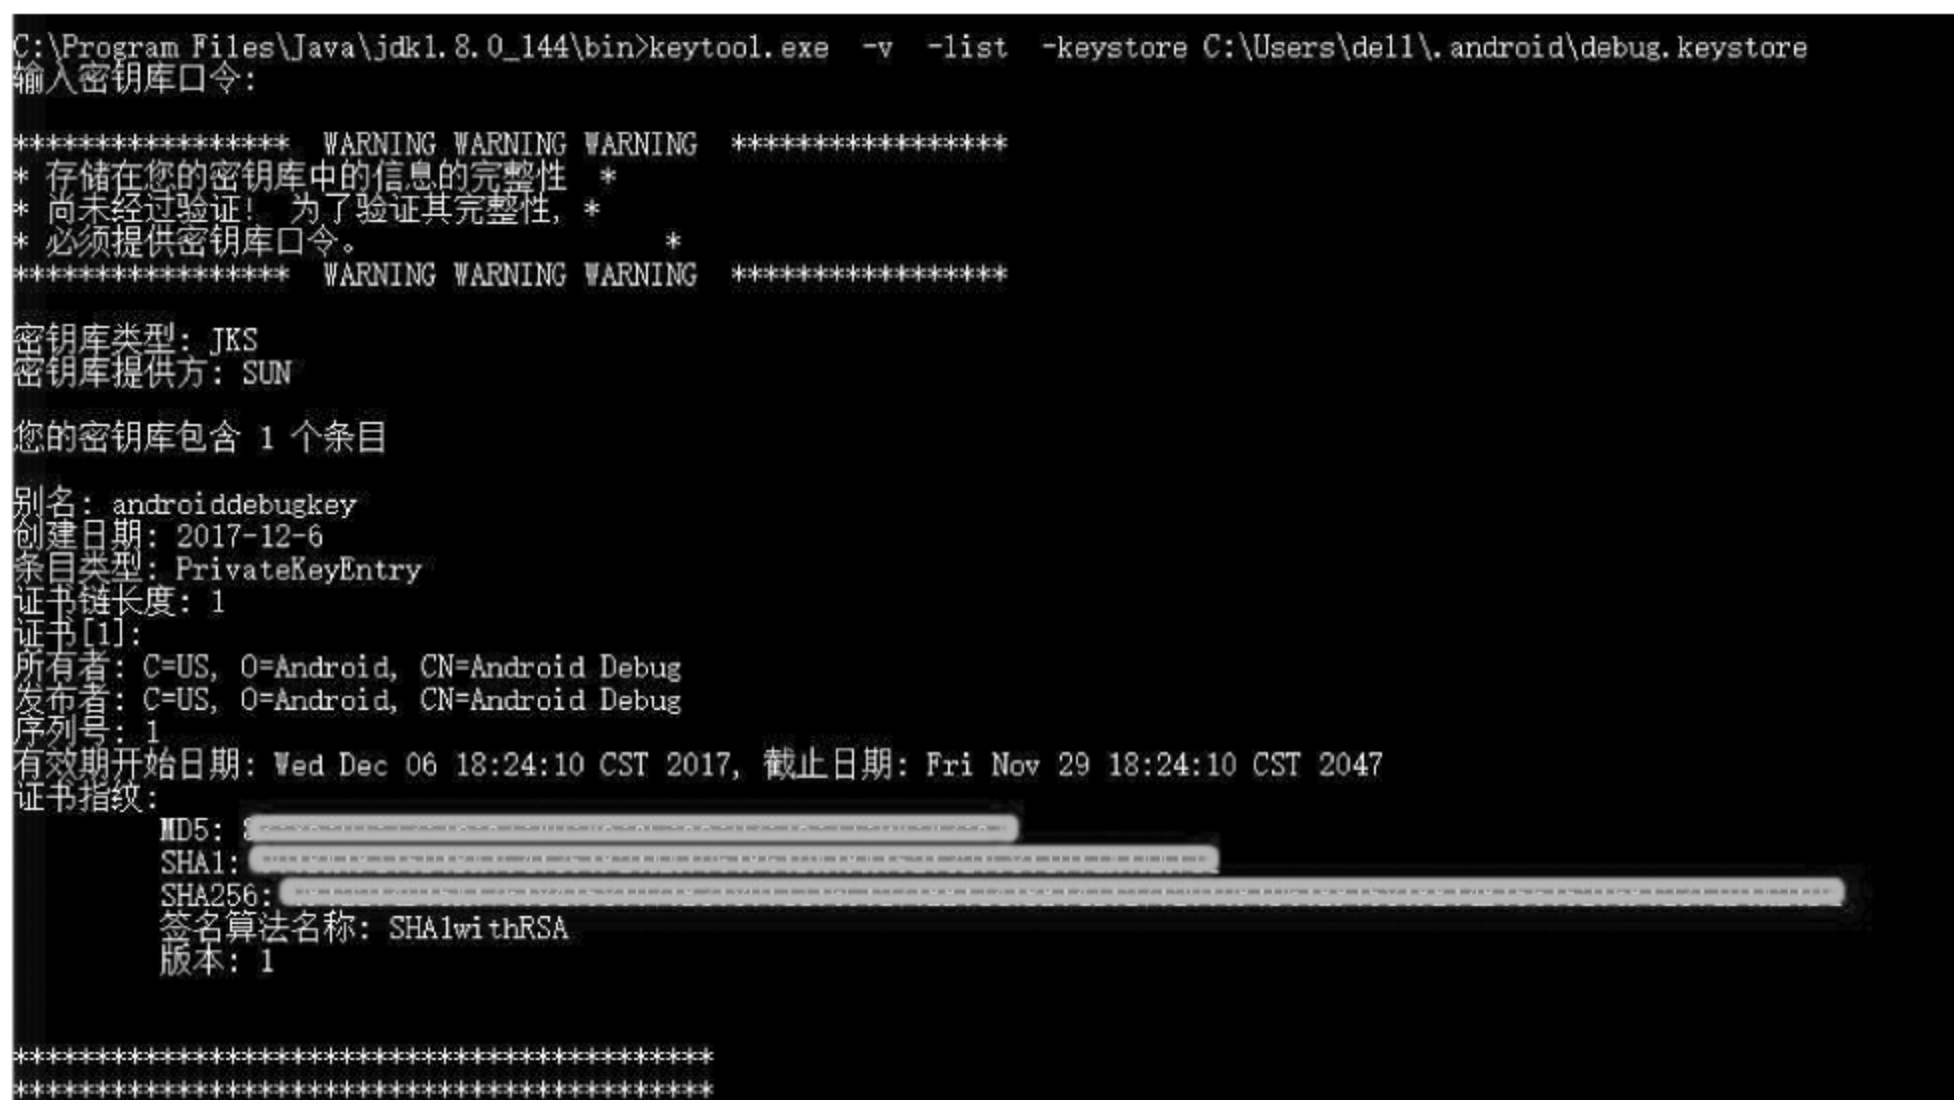 C:\Program Files\Java\jdk1.8.0_144\bin>keytool.exe  -v  -list  -keystore C:\Users\dell\.android\debug.keystore
输入密钥库口令:
*****************  WARNING WARNING WARNING  *****************
* 存储在您的密钥库中的信息的完整性  *
* 尚未经过验证!  为了验证其完整性, *
* 必须提供密钥库口令。                  *
*****************  WARNING WARNING WARNING  *****************
密钥库类型: JKS
密钥库提供方: SUN
您的密钥库包含 1 个条目
别名: androiddebugkey
创建日期: 2017-12-6
条目类型: PrivateKeyEntry
证书链长度: 1
证书[1]:
所有者: C=US, O=Android, CN=Android Debug
发布者: C=US, O=Android, CN=Android Debug
序列号: 1
有效期开始日期: Wed Dec 06 18:24:10 CST 2017, 截止日期: Fri Nov 29 18:24:10 CST 2047
证书指纹:
MD5:
SHA1:
SHA256:
签名算法名称: SHA1withRSA
版本: 1
*******************************************
*******************************************